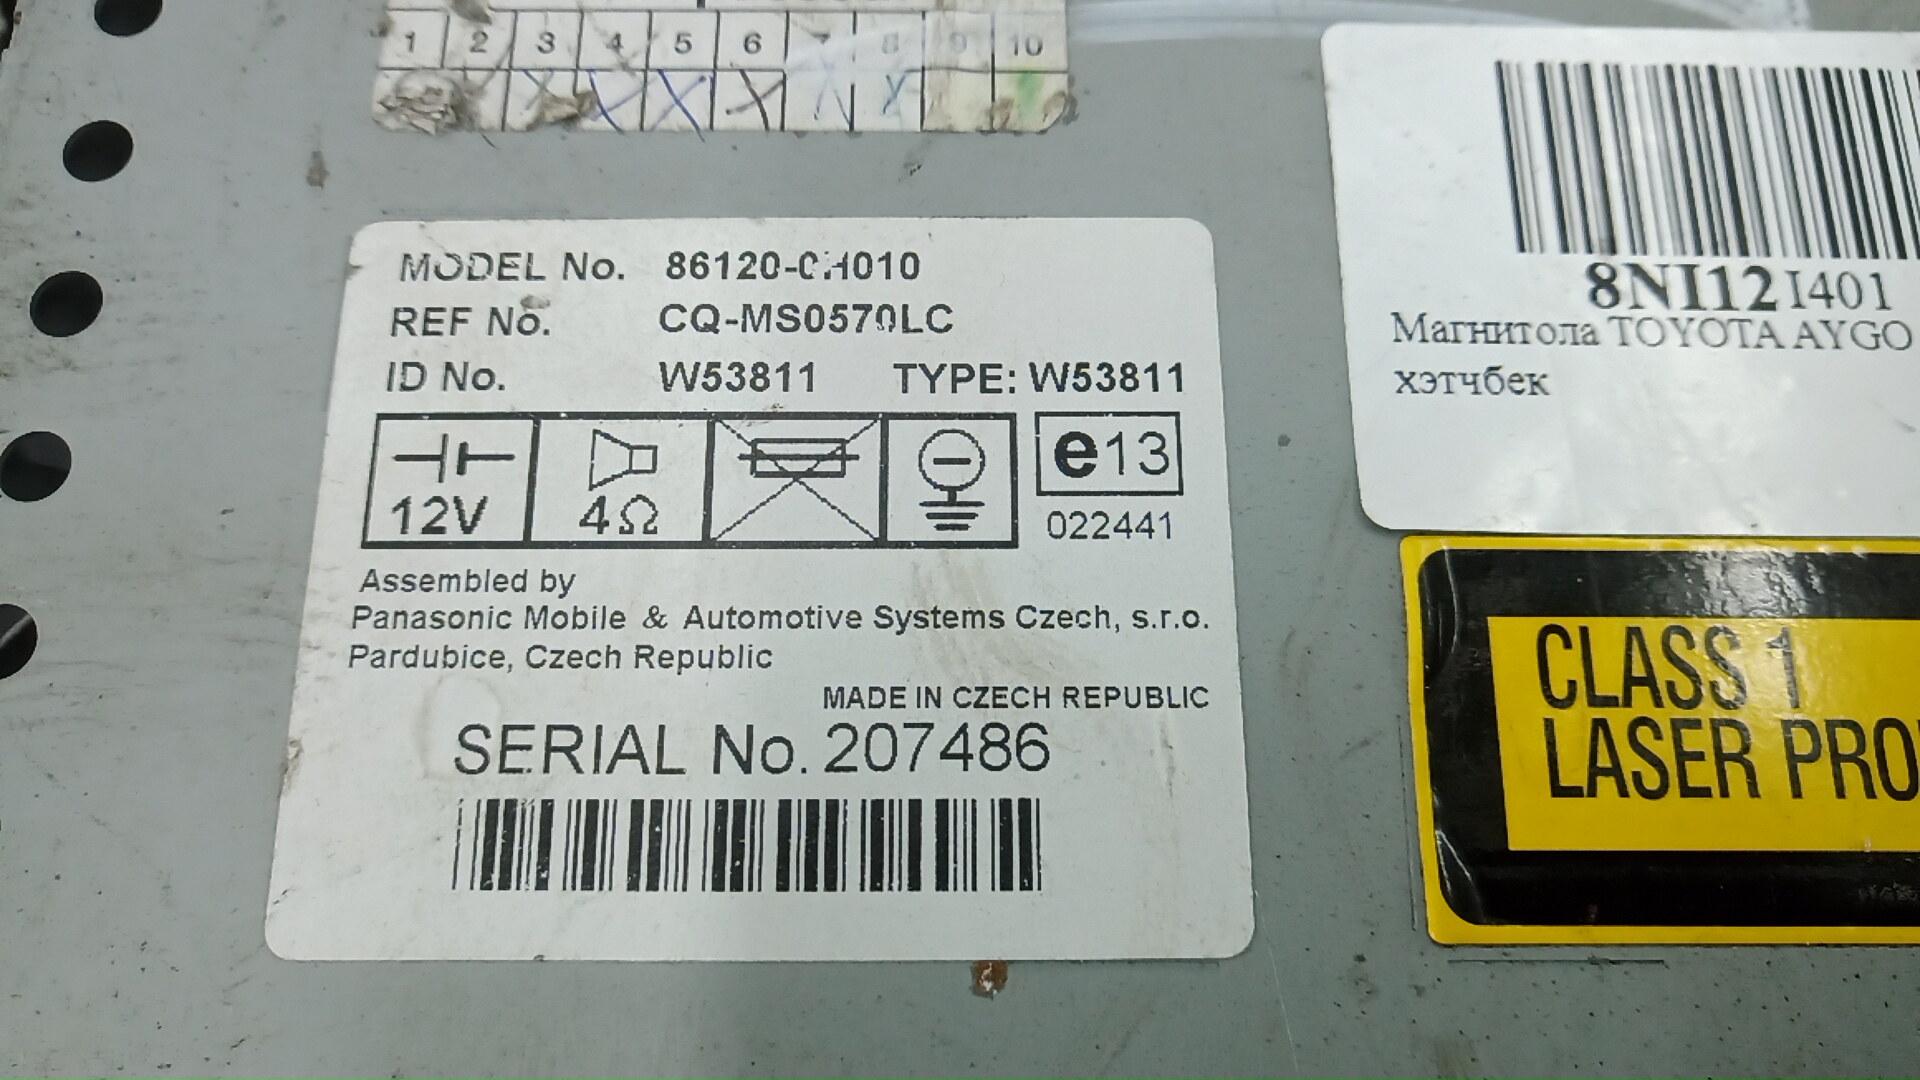 1 2 3 4 5 6 7 8 9 10
MODEL No. 86120-0H010
REF No. CQ-MS0570LC
ID No. W53811 TYPE: W53811
12V 4Ω e13
022441
Assembled by
Panasonic Mobile & Automotive Systems Czech, s.r.o.
Pardubice, Czech Republic
MADE IN CZECH REPUBLIC
SERIAL No. 207486
8NI12I401
Магнитола TOYOTA AYGO
хэтчбек
CLASS 1
LASER PRO